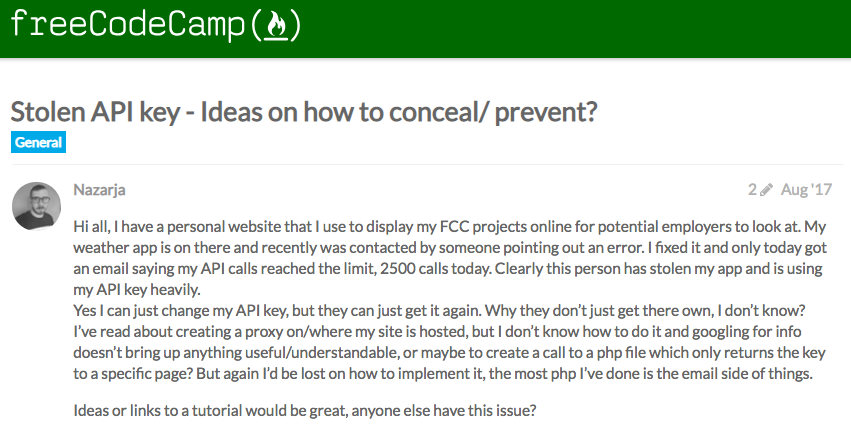 freeCodeCamp(🔥)
Stolen API key - Ideas on how to conceal/ prevent?
General
Nazarja
2 Aug '17
Hi all, I have a personal website that I use to display my FCC projects online for potential employers to look at. My
weather app is on there and recently was contacted by someone pointing out an error. I fixed it and only today got
an email saying my API calls reached the limit, 2500 calls today. Clearly this person has stolen my app and is using
my API key heavily.
Yes I can just change my API key, but they can just get it again. Why they don't just get there own, I don't know?
I've read about creating a proxy on/where my site is hosted, but I don't know how to do it and googling for info
doesn't bring up anything useful/understandable, or maybe to create a call to a php file which only returns the key
to a specific page? But again I'd be lost on how to implement it, the most php I've done is the email side of things.
Ideas or links to a tutorial would be great, anyone else have this issue?